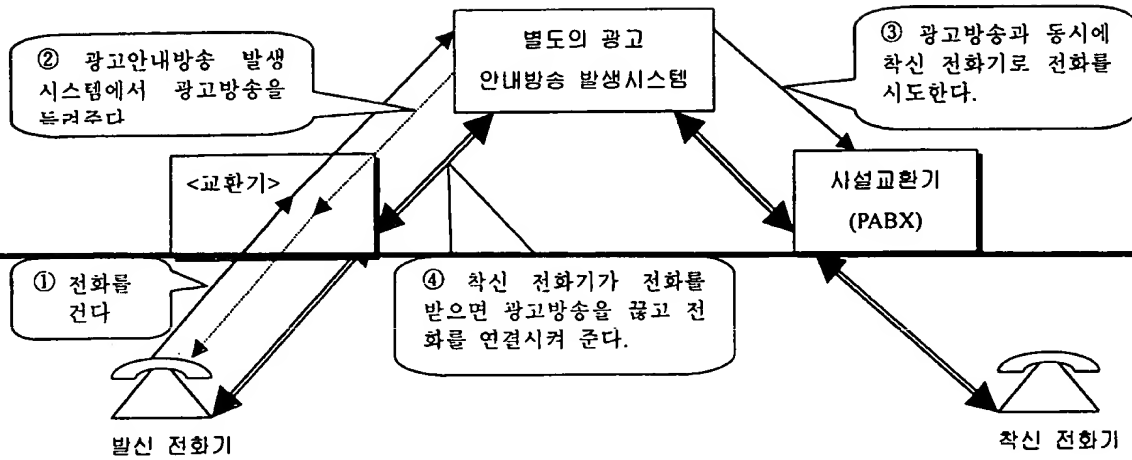 ② 광고안내방송 발생
시스템에서 광고방송을
들려주다
별도의 광고
안내방송 발생시스템
③ 광고방송과 동시에
착신 전화기로 전화를
시도한다.
<교환기>
사설교환기
(PABX)
① 전화를
건다
④ 착신 전화기가 전화를
받으면 광고방송을 끊고 전
화를 연결시켜 준다.
발신 전화기
착신 전화기